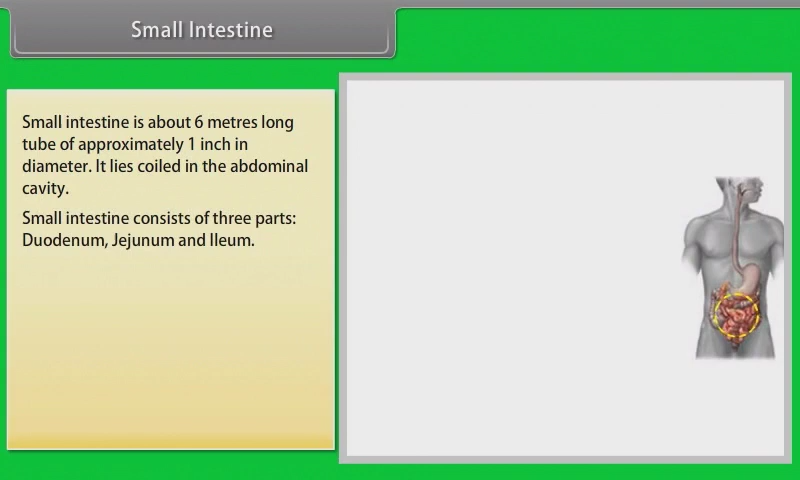 Small Intestine
Small intestine is about 6 metres long
tube of approximately 1 inch in
diameter. It lies coiled in the abdominal
cavity.
Small intestine consists of three parts:
Duodenum, Jejunum and Ileum.